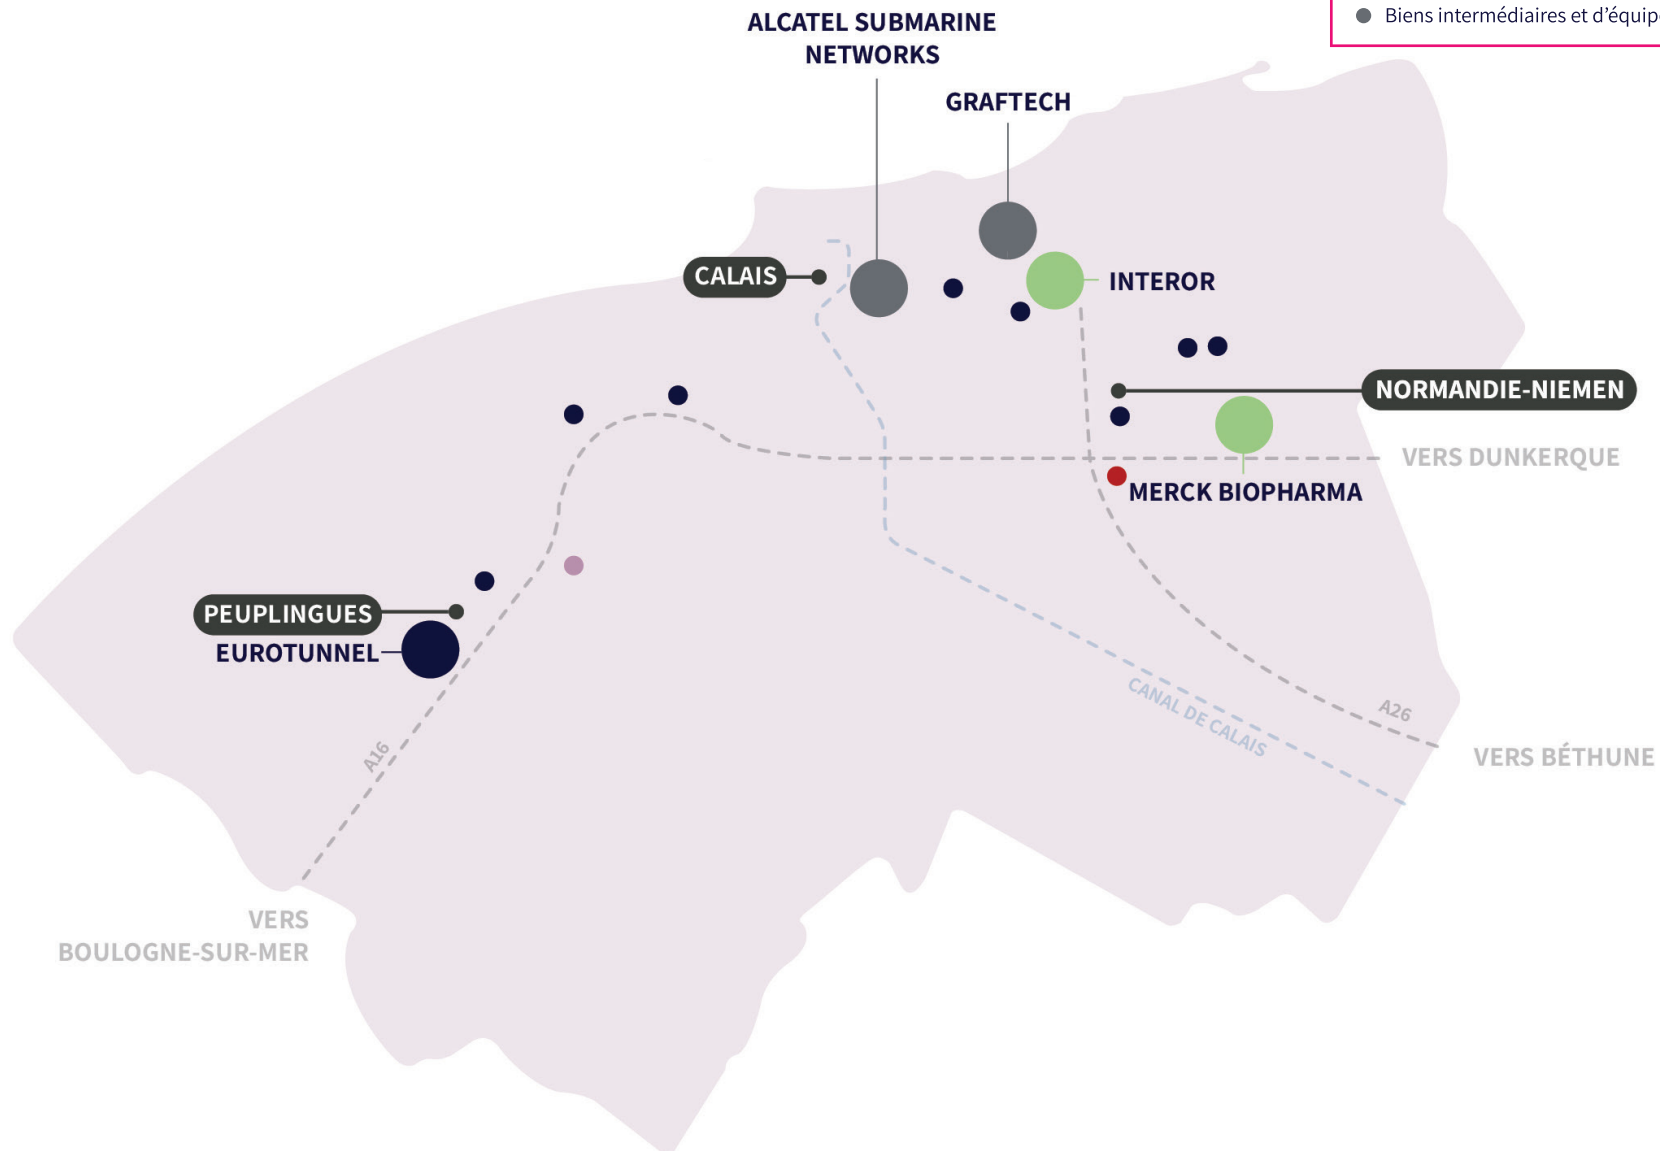 ALCATEL SUBMARINE
NETWORKS
Biens intermédiaires et d'équip
GRAFTECH
CALAIS
INTEROR
NORMANDIE-NIEMEN
VERS DUNKERQUE
MERCK BIOPHARMA
PEUPLINGUES
EUROTUNNEL
CANAL DE CALAIS
A26
A16
VERS BÉTHUNE
VERS
BOULOGNE-SUR-MER